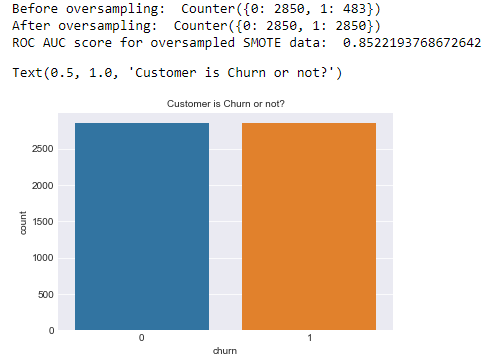 Before oversampling:  Counter({0: 2850, 1: 483})
After oversampling:  Counter({0: 2850, 1: 2850})
ROC AUC score for oversampled SMOTE data:  0.8522193768672642
Text(0.5, 1.0, 'Customer is Churn or not?')
Customer is Churn or not?
2500
2000
1500
1000
500
0
count
0 1
churn